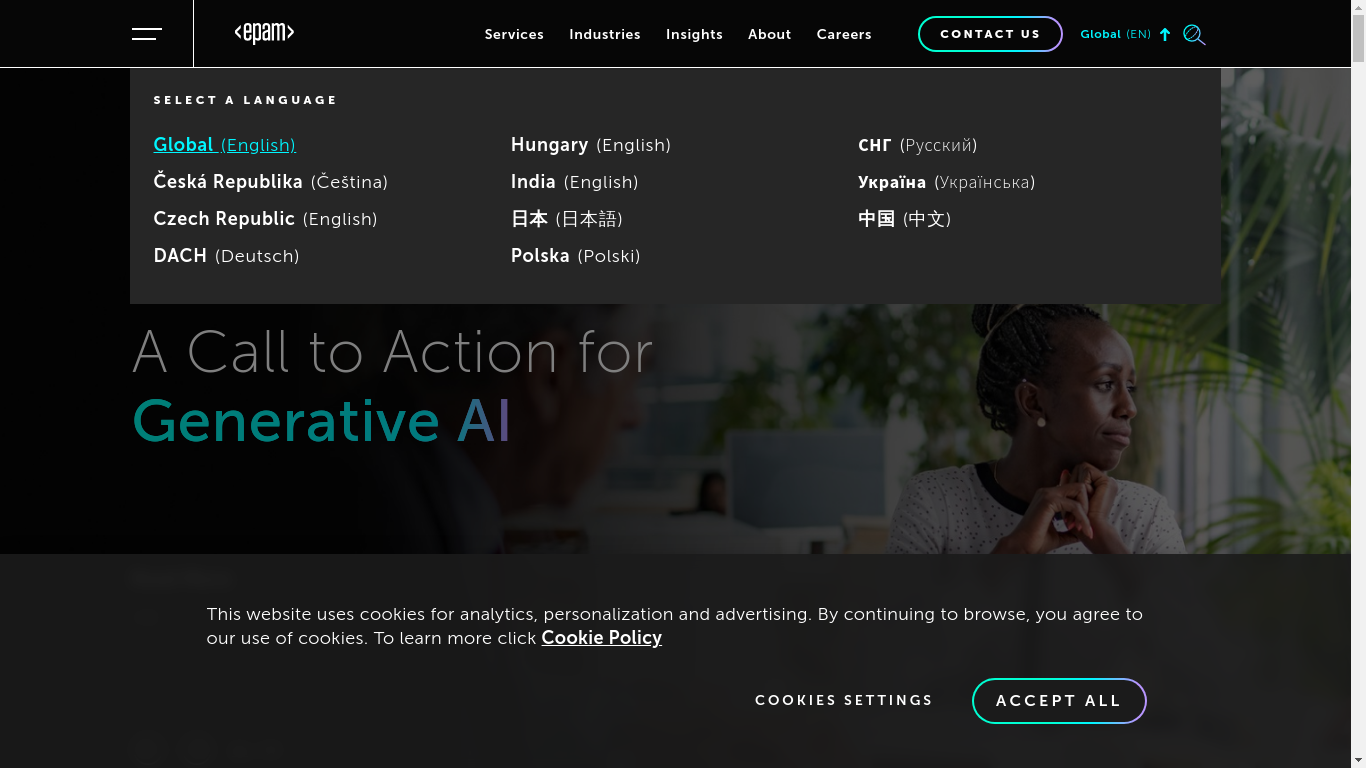 <epam>
Services Industries Insights About Careers CONTACT US Global (EN)
SELECT A LANGUAGE
Global (English)
Česká Republika (Čeština)
Czech Republic (English)
DACH (Deutsch)
Hungary (English)
India (English)
日本 (日本語)
Polska (Polski)
СНГ (Русский)
Україна (Українська)
中国 (中文)
A Call to Action for
Generative AI
This website uses cookies for analytics, personalization and advertising. By continuing to browse, you agree to
our use of cookies. To learn more click Cookie Policy
COOKIES SETTINGS ACCEPT ALL